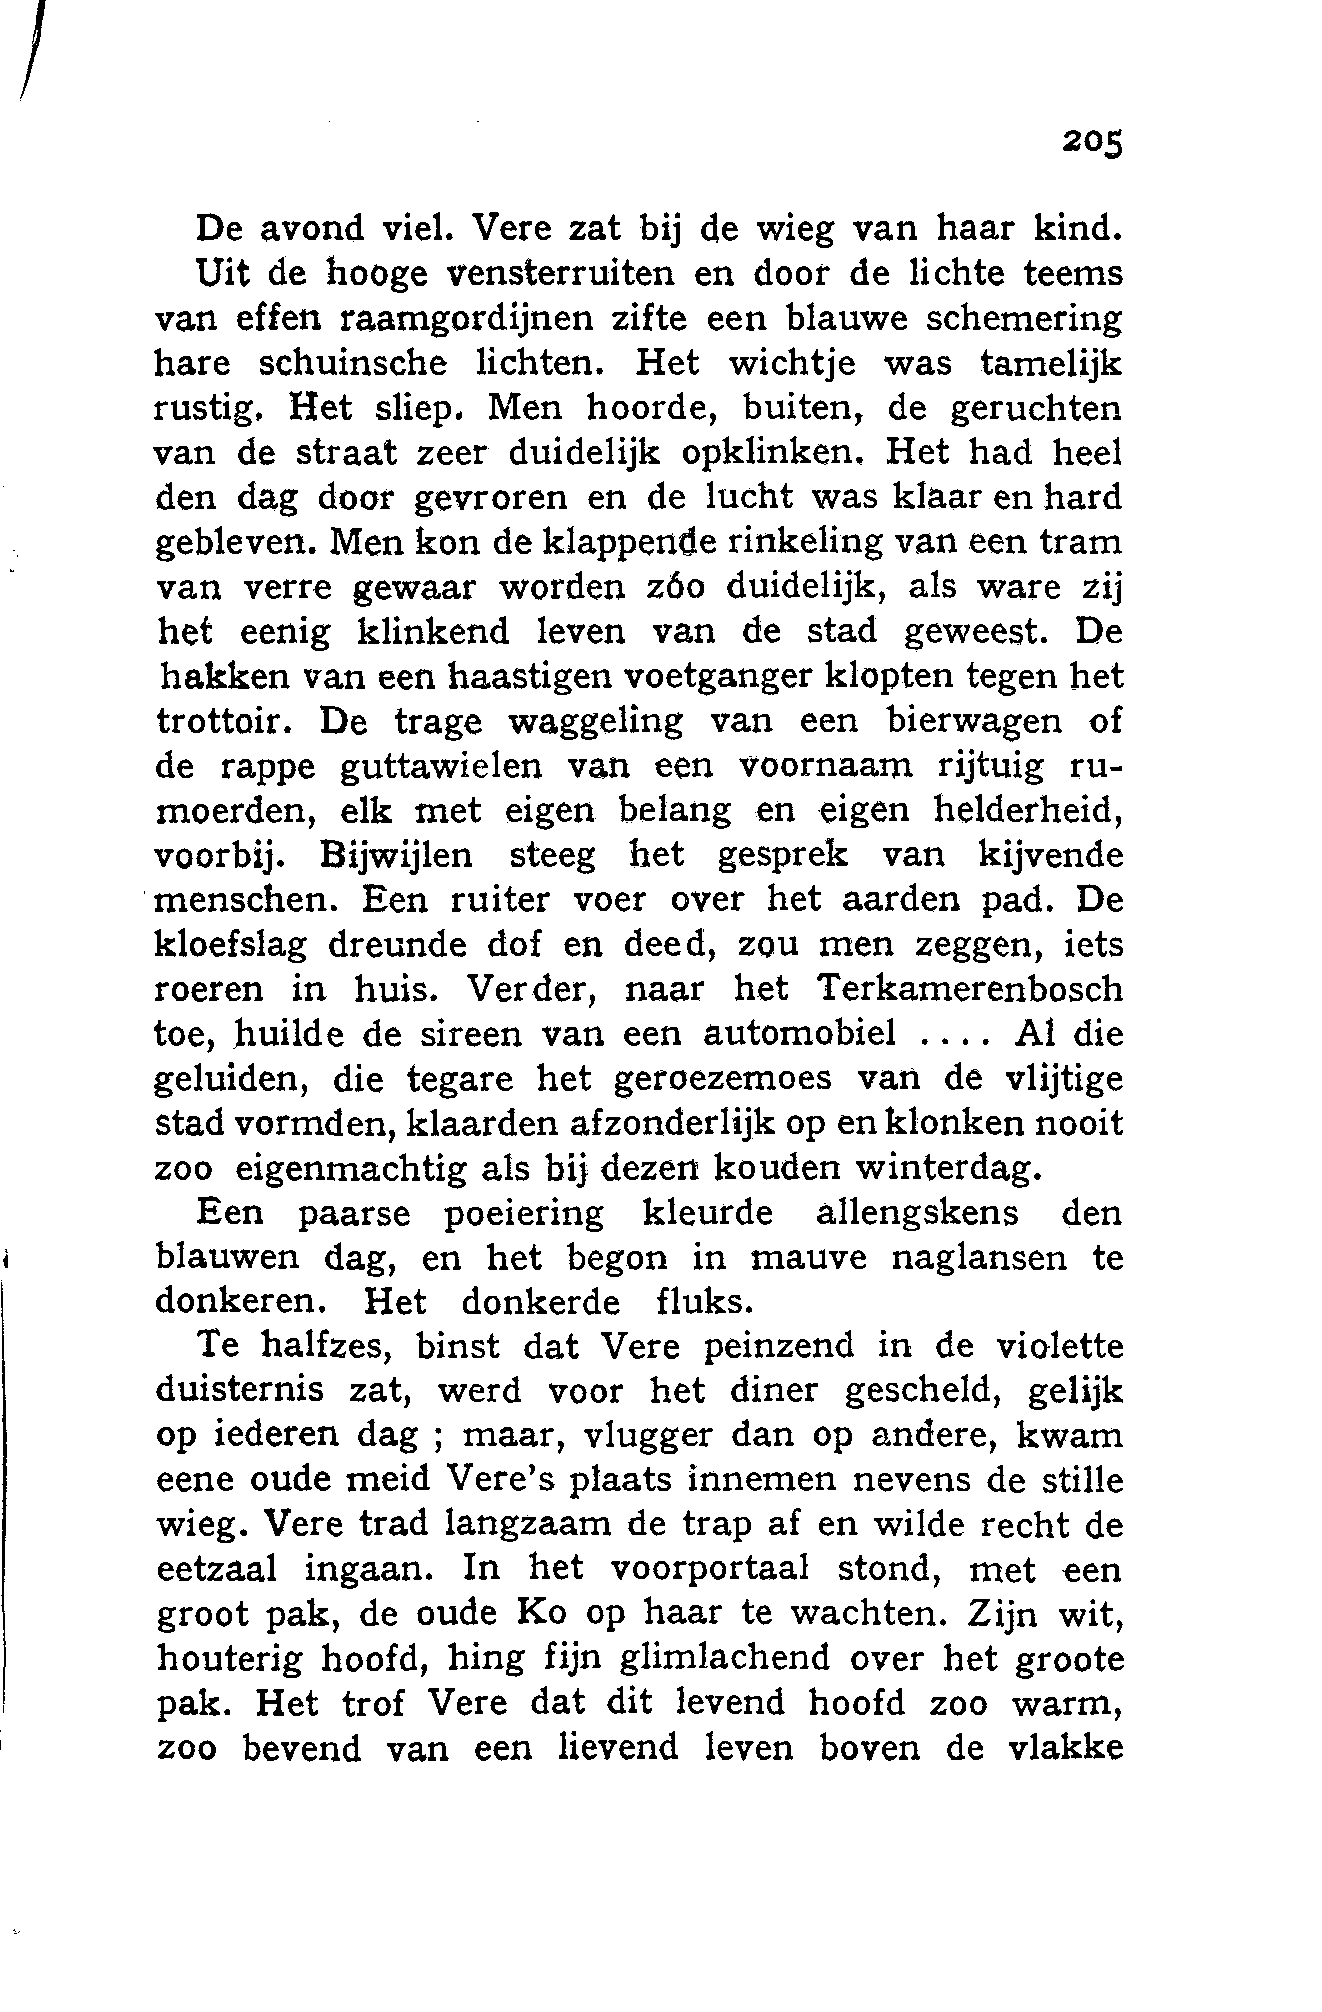 205
De avond viel. Vere zat bij de wieg van haar kind.
Uit de hooge vensterruiten en door de lichte teems
van effen raamgordijnen zifte een blauwe schemering
hare schuinsche lichten. Het wichtje was tamelijk
rustig. Het sliep. Men hoorde, buiten, de geruchten
van de straat zeer duidelijk opklinken. Het had heel
den dag door gevroren en de lucht was klaar en hard
gebleven. Men kon de klappende rinkeling van een tram
van verre gewaar worden zóo duidelijk, als ware zij
het eenig klinkend leven van de stad geweest. De
hakken van een haastigen voetganger klopten tegen het
trottoir. De trage waggeling van een bierwagen of
de rappe guttawielen van een voornaam rijtuig ru-
moerden, elk met eigen belang en eigen helderheid,
voorbij. Bijwijlen steeg het gesprek van kijvende
menschen. Een ruiter voer over het aarden pad. De
kloefslag dreunde dof en deed, zou men zeggen, iets
roeren in huis. Verder, naar het Terkamerenbosch
toe, huilde de sireen van een automobiel .... Al die
geluiden, die tegare het geroezemoes van de vlijtige
stad vormden, klaarden afzonderlijk op en klonken nooit
zoo eigenmachtig als bij dezen kouden winterdag.
Een paarse poeiering kleurde allengskens den
blauwen dag, en het begon in mauve naglansen te
donkeren. Het donkerde fluks.
Te halfzes, binst dat Vere peinzend in de violette
duisternis zat, werd voor het diner gescheld, gelijk
op iederen dag ; maar, vlugger dan op andere, kwam
eene oude meid Vere's plaats innemen nevens de stille
wieg. Vere trad langzaam de trap af en wilde recht de
eetzaal ingaan. In het voorportaal stond, met een
groot pak, de oude Ko op haar te wachten. Zijn wit,
houterig hoofd, hing fijn glimlachend over het groote
pak. Het trof Vere dat dit levend hoofd zoo warm,
zoo bevend van een lievend leven boven de vlakke